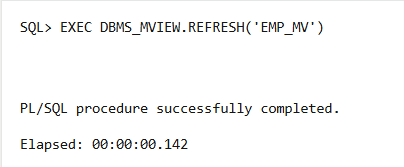 SQL> EXEC DBMS_MVIEW.REFRESH('EMP_MV')
PL/SQL procedure successfully completed.
Elapsed: 00:00:00.142